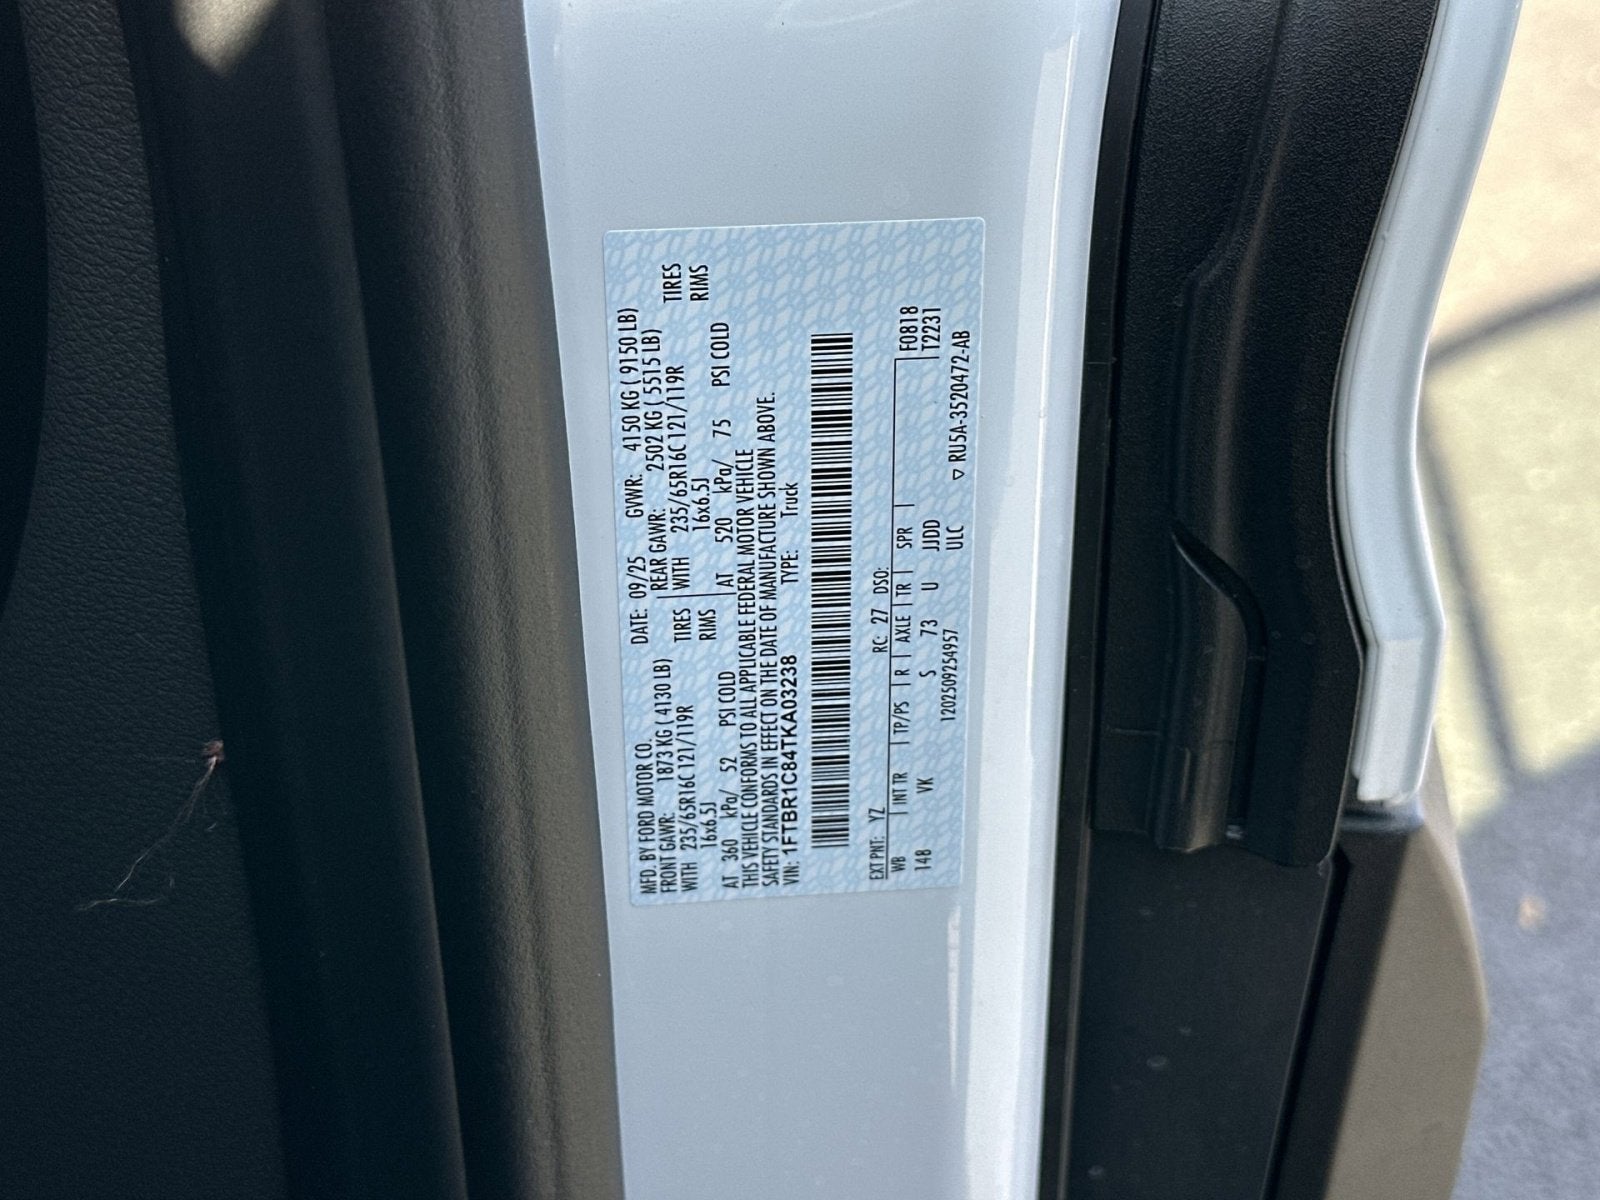 MFD. BY FORD MOTOR CO. DATE: 09/25 GVWR: 4150 KG ( 9150 LB)
FRONT GAWR: 1873 KG ( 4130 LB) REAR GAWR: 2502 KG ( 5515 LB)
WITH 235/65R16C 121/119R TIRES WITH 235/65R16C 121/119R TIRES
16x6.5J RIMS 16x6.5J RIMS
AT 360 kPa/ 52 PSI COLD AT 520 kPa/ 75 PSI COLD
THIS VEHICLE CONFORMS TO ALL APPLICABLE FEDERAL MOTOR VEHICLE
SAFETY STANDARDS IN EFFECT ON THE DATE OF MANUFACTURE SHOWN ABOVE.
VIN: 1FTBR1C84TKA03238 TYPE: Truck
EXT PNT: YZ RC: 27 DSO:
WB INT TR TP/PS R AXLE TR SPR F0818
148 VK S 73 U JJDD T2231
120250925495​7 ULC ▽ RU5A-3520472-AB